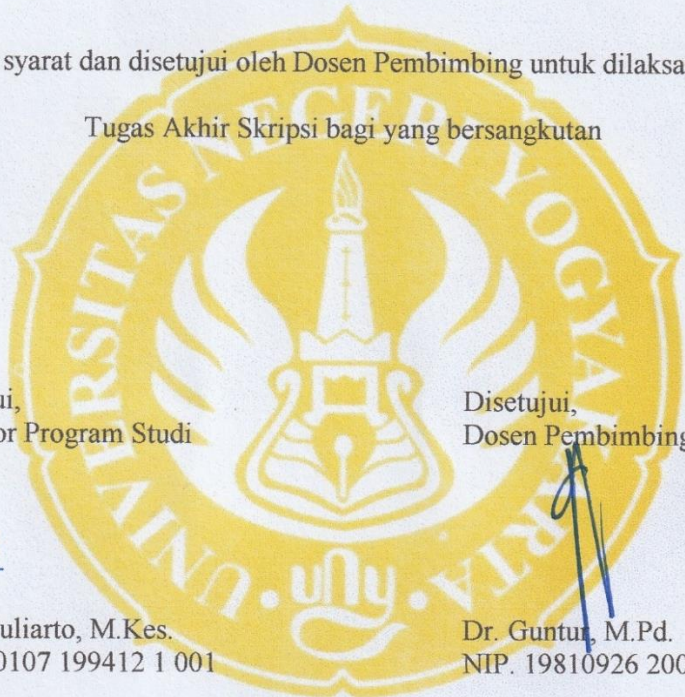 syarat dan disetujui oleh Dosen Pembimbing untuk dilaksa
Tugas Akhir Skripsi bagi yang bersangkutan
UNIVERSITAS NEGERI YOGYAKARTA
ui,
or Program Studi
Disetujui,
Dosen Pembimbing
uny
uliarto, M.Kes.
0107 199412 1 001
Dr. Guntur, M.Pd.
NIP. 19810926 200